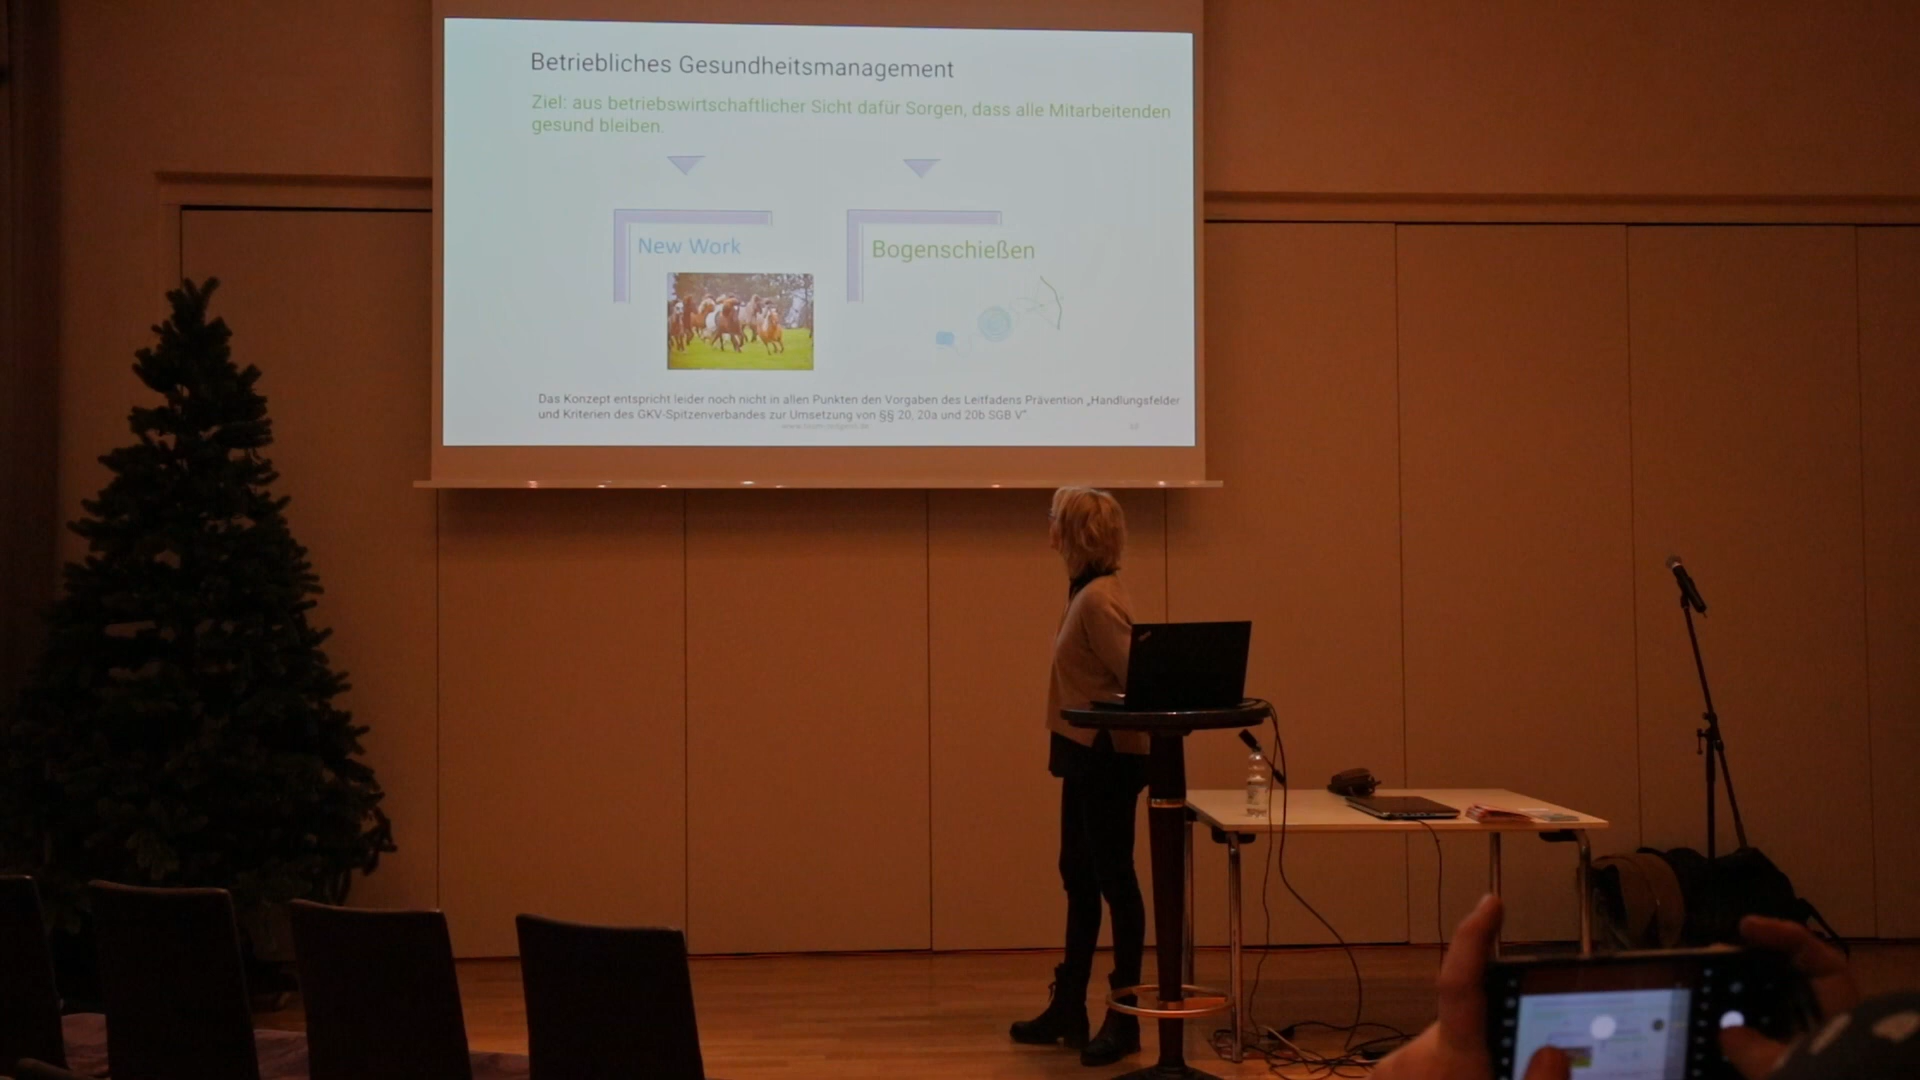 Betriebliches Gesundheitsmanagement
Ziel: aus betriebswirtschaftlicher Sicht dafür Sorgen, dass alle Mitarbeitenden
gesund bleiben.
New Work
Bogenschießen
Das Konzept entspricht leider noch nicht in allen Punkten den Vorgaben des Leitfadens Prävention „Handlungsfelder
und Kriterien des GKV-Spitzenverbandes zur Umsetzung von §§ 20, 20a und 20b SGB V“.